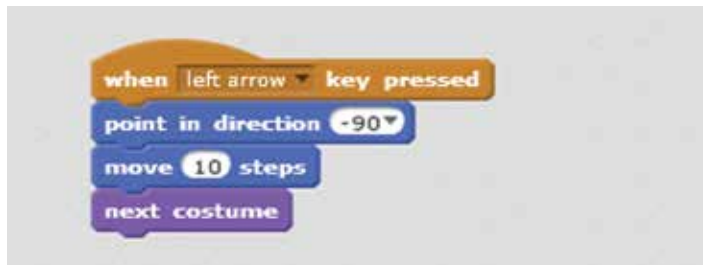 when left arrow key pressed
point in direction -90
move 10 steps
next costume